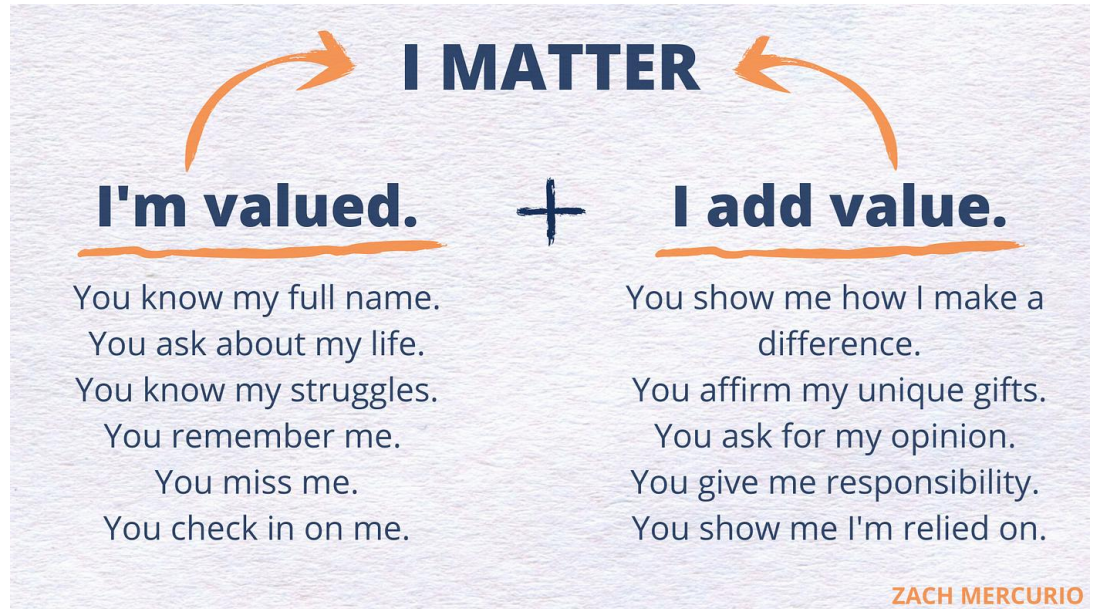 I MATTER
I'm valued.
+
I add value.
You know my full name.
You ask about my life.
You know my struggles.
You remember me.
You miss me.
You check in on me.
You show me how I make a
difference.
You affirm my unique gifts.
You ask for my opinion.
You give me responsibility.
You show me I'm relied on.
ZACH MERCURIO